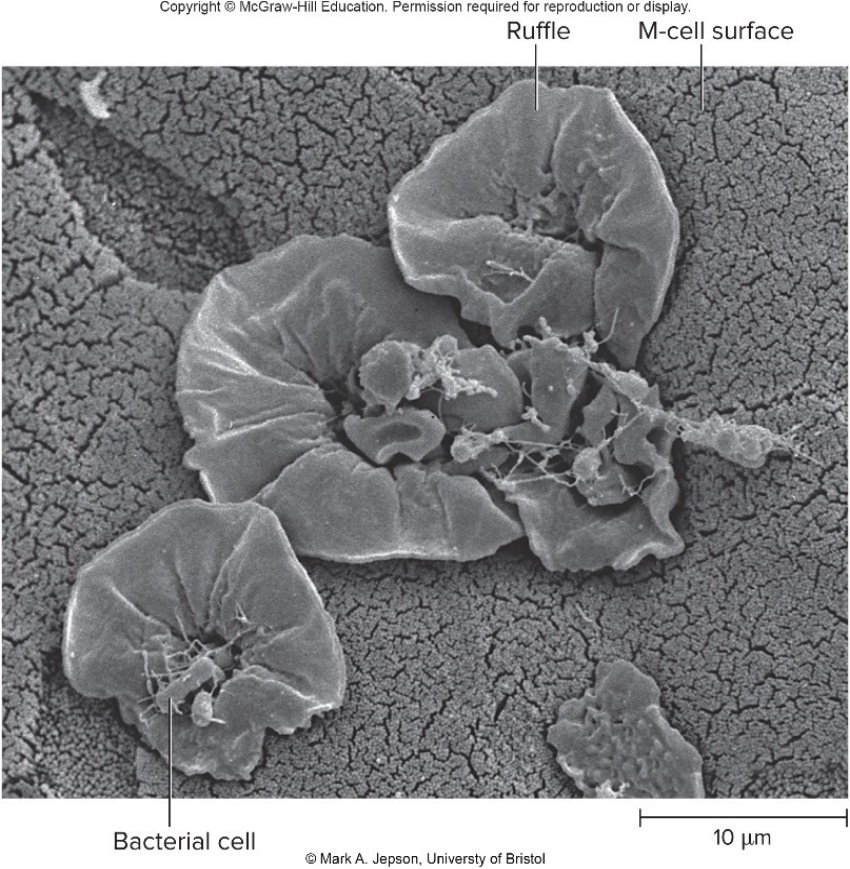 Copyright © McGraw-Hill Education. Permission required for reproduction or display.
Ruffle
M-cell surface
Bacterial cell
10 μm
© Mark A. Jepson, Universty of Bristol